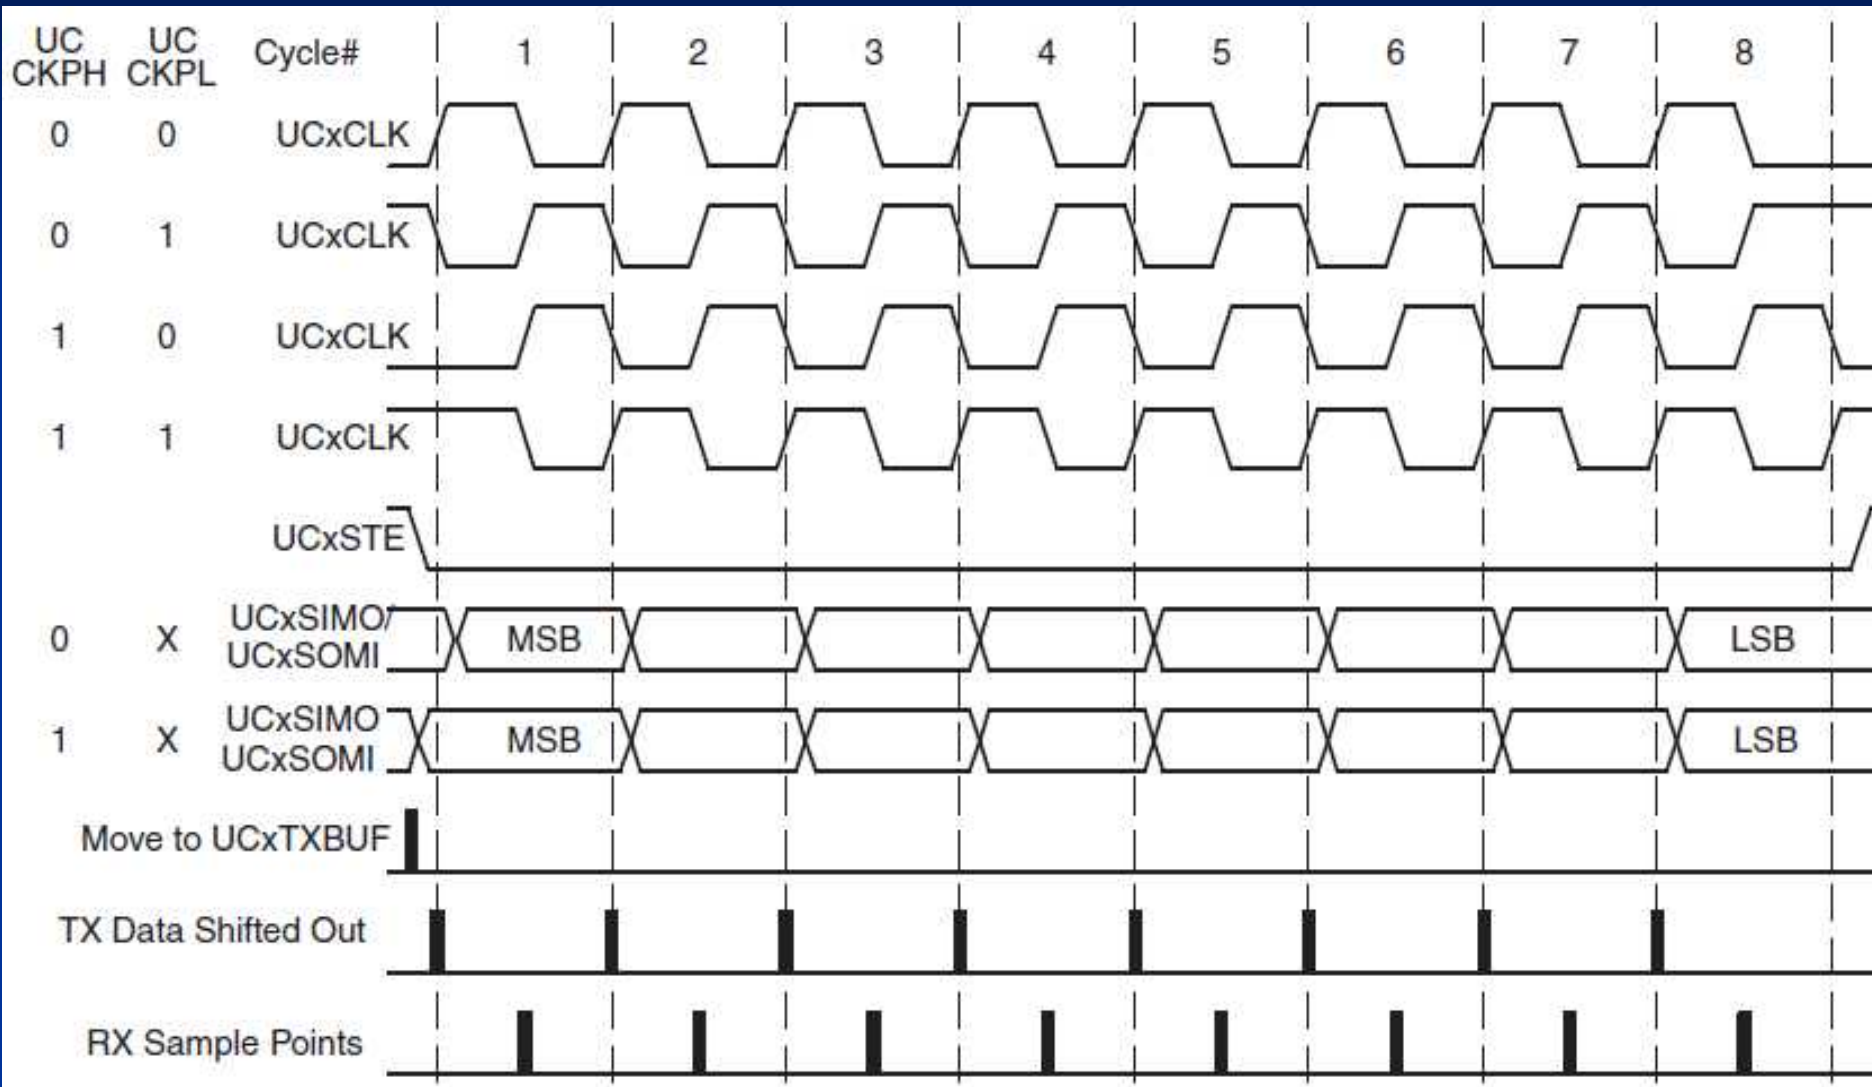 UC CKPH UC CKPL Cycle# 1 2 3 4 5 6 7 8
0 0 UCxCLK
0 1 UCxCLK
1 0 UCxCLK
1 1 UCxCLK
UCxSTE
0 X UCxSIMO/ UCxSOMI MSB LSB
1 X UCxSIMO UCxSOMI MSB LSB
Move to UCxTXBUF
TX Data Shifted Out
RX Sample Points